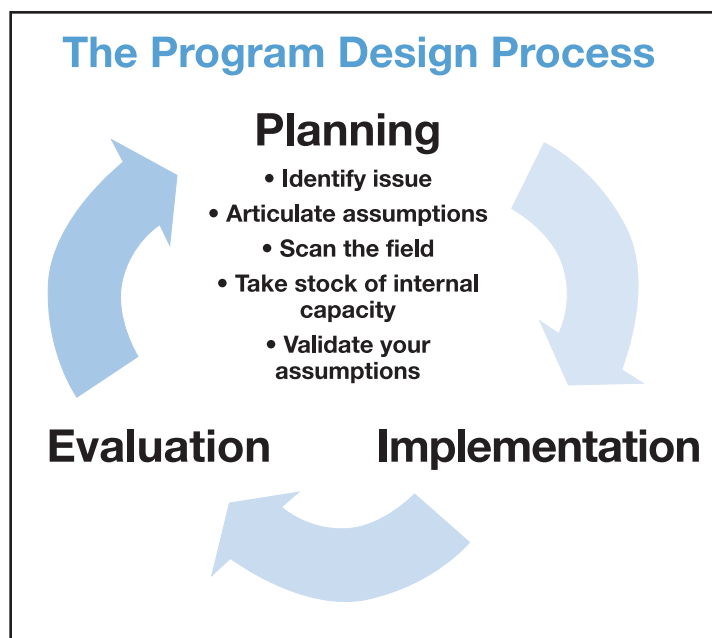 The Program Design Process
Planning
• Identify issue
• Articulate assumptions
• Scan the field
• Take stock of internal
capacity
• Validate your
assumptions
Evaluation
Implementation